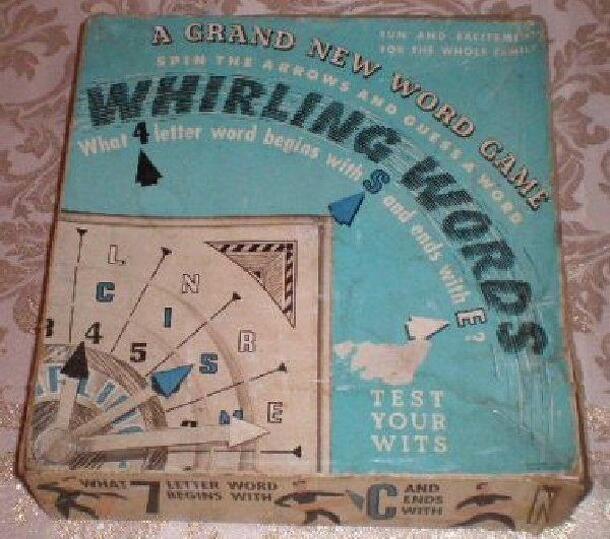 A GRAND NEW WORD GAME
FUN AND EXCITEMENT
FOR THE WHOLE FAMILY
SPIN THE ARROWS AND GUESS A WORD
WHIRLING WORDS
What 4 letter word begins with S and ends with E?
L
C N
I R
4 5 S E
TEST
YOUR
WITS
WHAT 7 LETTER WORD
BEGINS WITH C AND
ENDS
WITH N